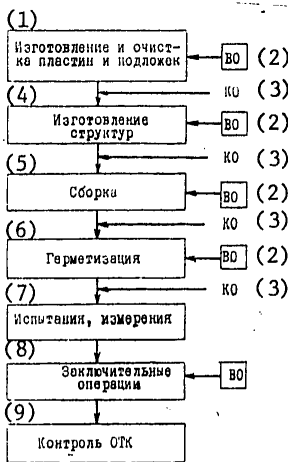 (1)
Изготовление и очист-
ка пластин и подложек
ВО (2)
КО (3)
(4)
Изготовление
структур
ВО (2)
КО (3)
(5)
Сборка
ВО (2)
КО (3)
(6)
Герметизация
ВО (2)
КО (3)
(7)
Испытания, измерения
(8)
Заключительные
операции
ВО
(9)
Контроль ОТК